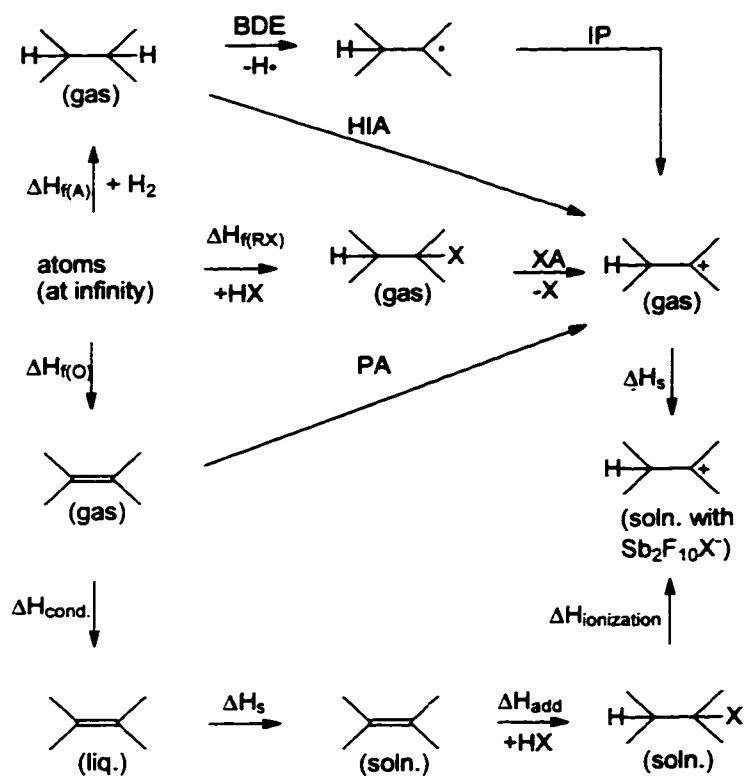 BDE
IP
H H
-H•
H •
(gas)
HIA
ΔHf(A) + H2
ΔHf(RX)
H X
XA
H +
atoms
(at infinity)
+HX
(gas)
-X
(gas)
ΔHf(O)
PA
ΔHs
H +
(gas)
(soln. with
Sb2F10X-)
ΔHcond.
ΔHionization
ΔHs
ΔHadd
H X
+HX
(liq.)
(soln.)
(soln.)